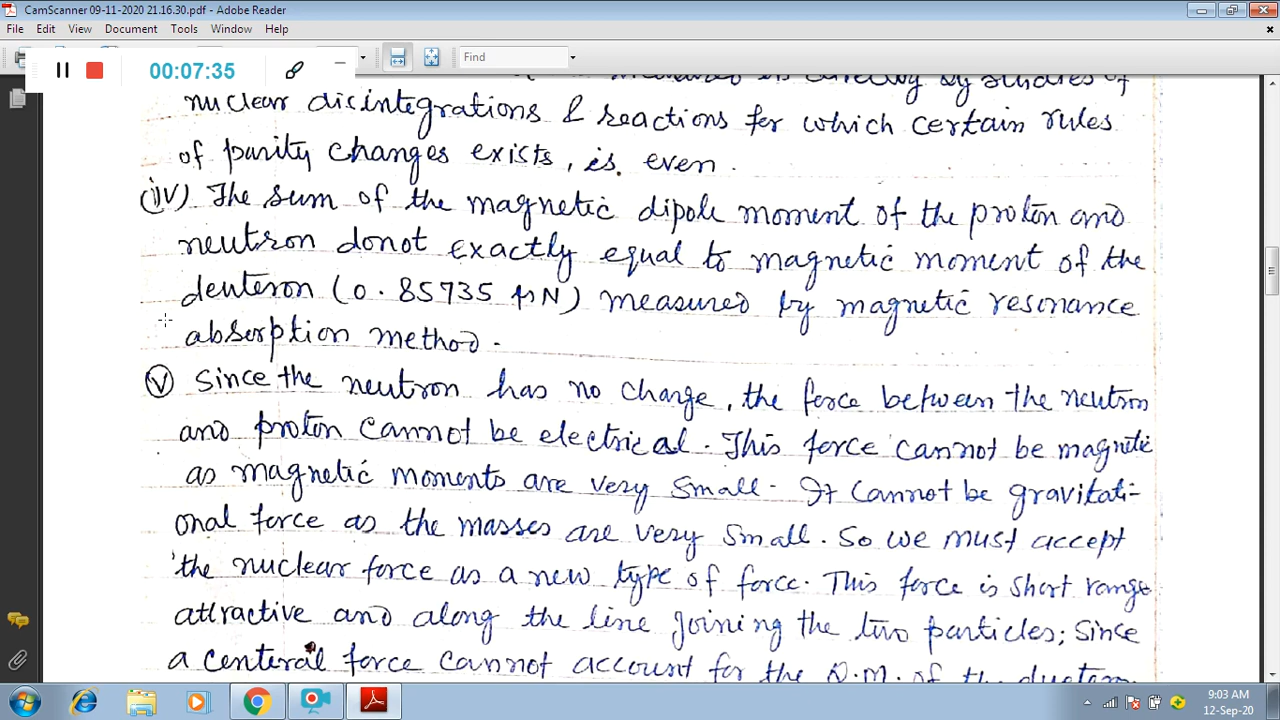 CamScanner 09-11-2020 21.16.30.pdf - Adobe Reader
File Edit View Document Tools Window Help
00:07:35
Find
nuclear disintegrations & reactions for which certain rules
of purity changes exists, is even.
(iv). The sum of the magnetic dipole moment of the proton and
neutron donot exactly equal to magnetic moment of the
deuteron (0.85735 μN) measured by magnetic resonance
absorption method.
(V) Since the neutron has no charge, the force between the neutron
and proton cannot be electrical. This force cannot be magnetic
as magnetic moments are very small. It cannot be gravitati-
onal force as the masses are very small. So we must accept
the nuclear force as a new type of force. This force is short range
attractive and along the line joining the two particles; Since
a centeral force cannot account for the Q.M. of the
9:03 AM
12-Sep-20